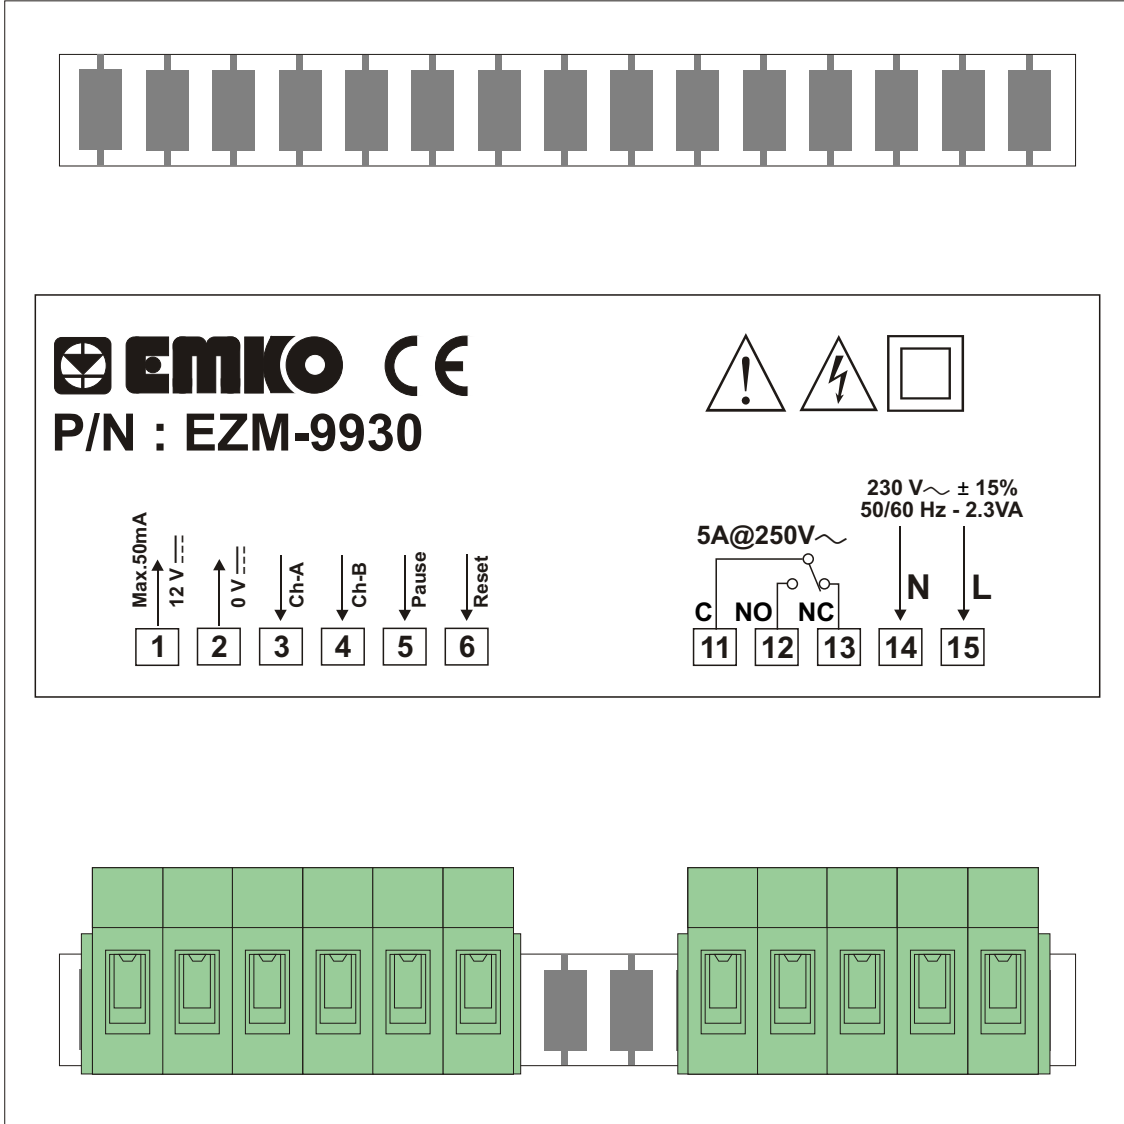 EMKO CE
P/N : EZM-9930
230 V~ ± 15%
50/60 Hz - 2.3VA
5A@250V~
Max.50mA
12 V
0 V
Ch-A
Ch-B
Pause
Reset
C NO NC N L
1 2 3 4 5 6 11 12 13 14 15